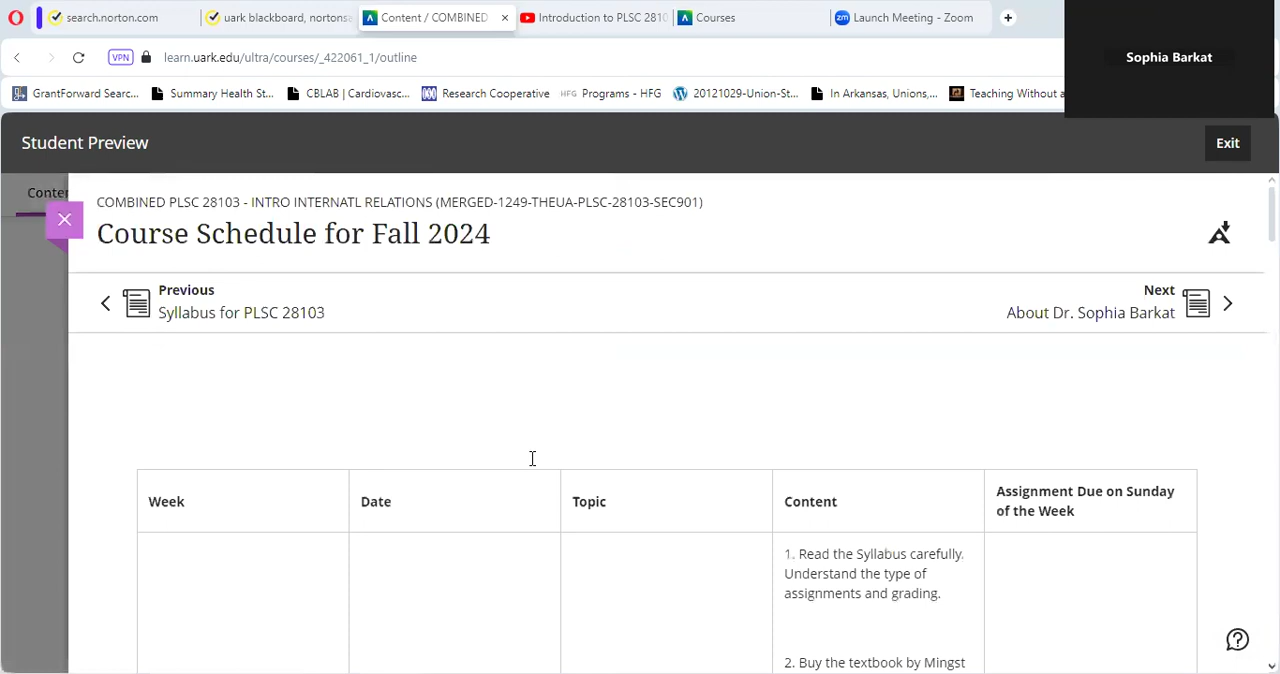 search.norton.com
uark blackboard, nortonsa
Content / COMBINED
Introduction to PLSC 2810
Courses
Launch Meeting - Zoom
VPN
learn.uark.edu/ultra/courses/_422061_1/outline
Sophia Barkat
GrantForward Searc...
Summary Health St...
CBLAB | Cardiovasc...
Research Cooperative
HFG Programs - HFG
20121029-Union-St...
In Arkansas, Unions,...
Teaching Without a
Student Preview
Exit
Conten
COMBINED PLSC 28103 - INTRO INTERNATL RELATIONS (MERGED-1249-THEUA-PLSC-28103-SEC901)
Course Schedule for Fall 2024
Previous
Syllabus for PLSC 28103
Next
About Dr. Sophia Barkat
Week
Date
Topic
Content
Assignment Due on Sunday
of the Week
1. Read the Syllabus carefully.
Understand the type of
assignments and grading.
2. Buy the textbook by Mingst